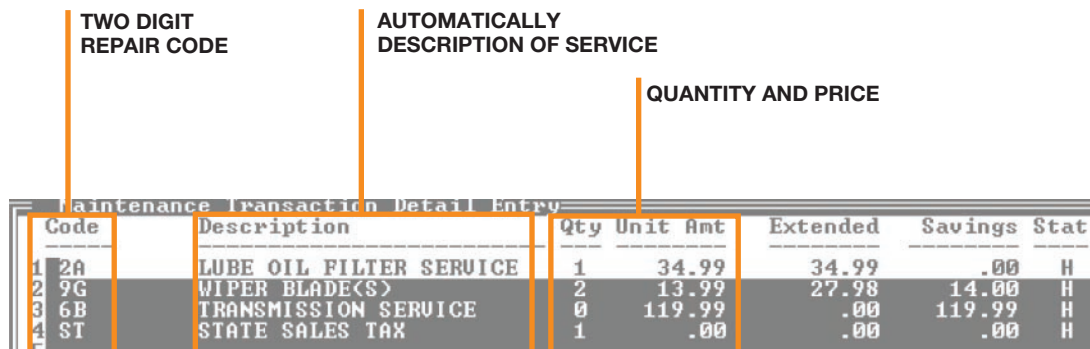 TWO DIGIT
REPAIR CODE
AUTOMATICALLY
DESCRIPTION OF SERVICE
QUANTITY AND PRICE
Maintenance Transaction Detail Entry
Code Description Qty Unit Amt Extended Savings Stat
1 2A LUBE OIL FILTER SERVICE 1 34.99 34.99 .00 H
2 9G WIPER BLADE(S) 2 13.99 27.98 14.00 H
3 6B TRANSMISSION SERVICE 0 119.99 .00 119.99 H
4 ST STATE SALES TAX 1 .00 .00 .00 H